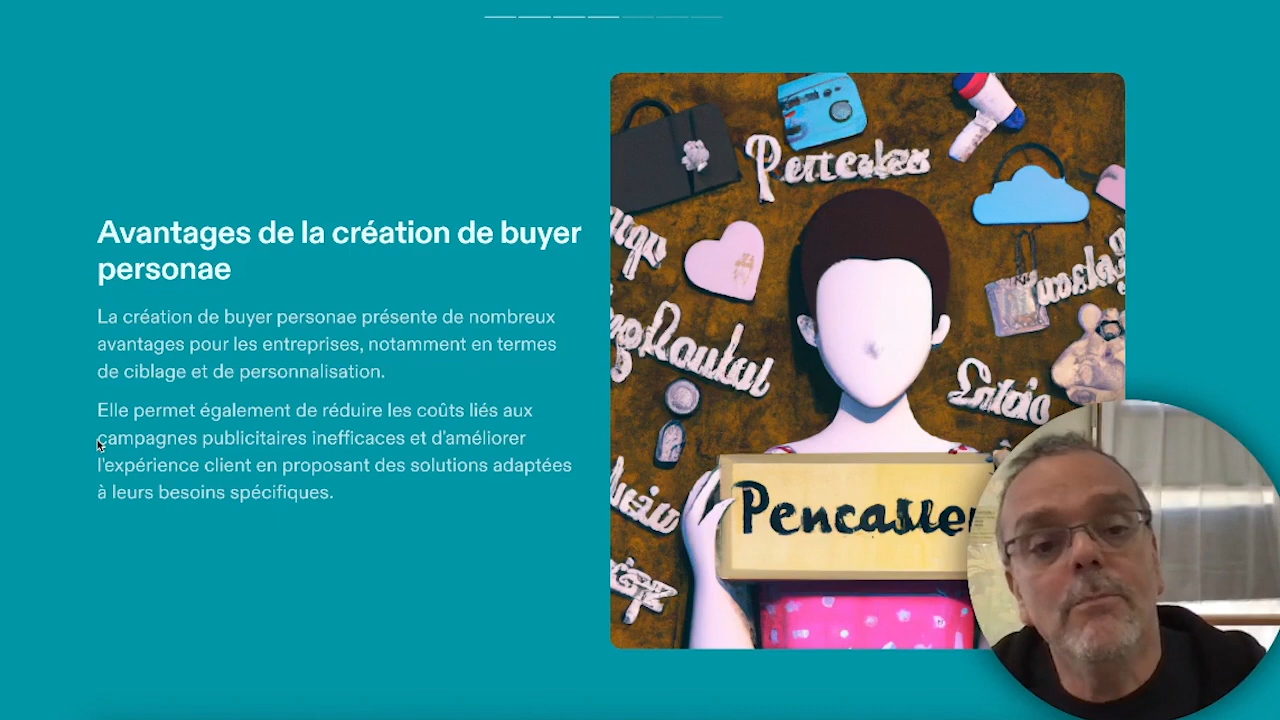 Avantages de la création de buyer
personae
La création de buyer personae présente de nombreux
avantages pour les entreprises, notamment en termes
de ciblage et de personnalisation.
Elle permet également de réduire les coûts liés aux
campagnes publicitaires inefficaces et d'améliorer
l'expérience client en proposant des solutions adaptées
à leurs besoins spécifiques.